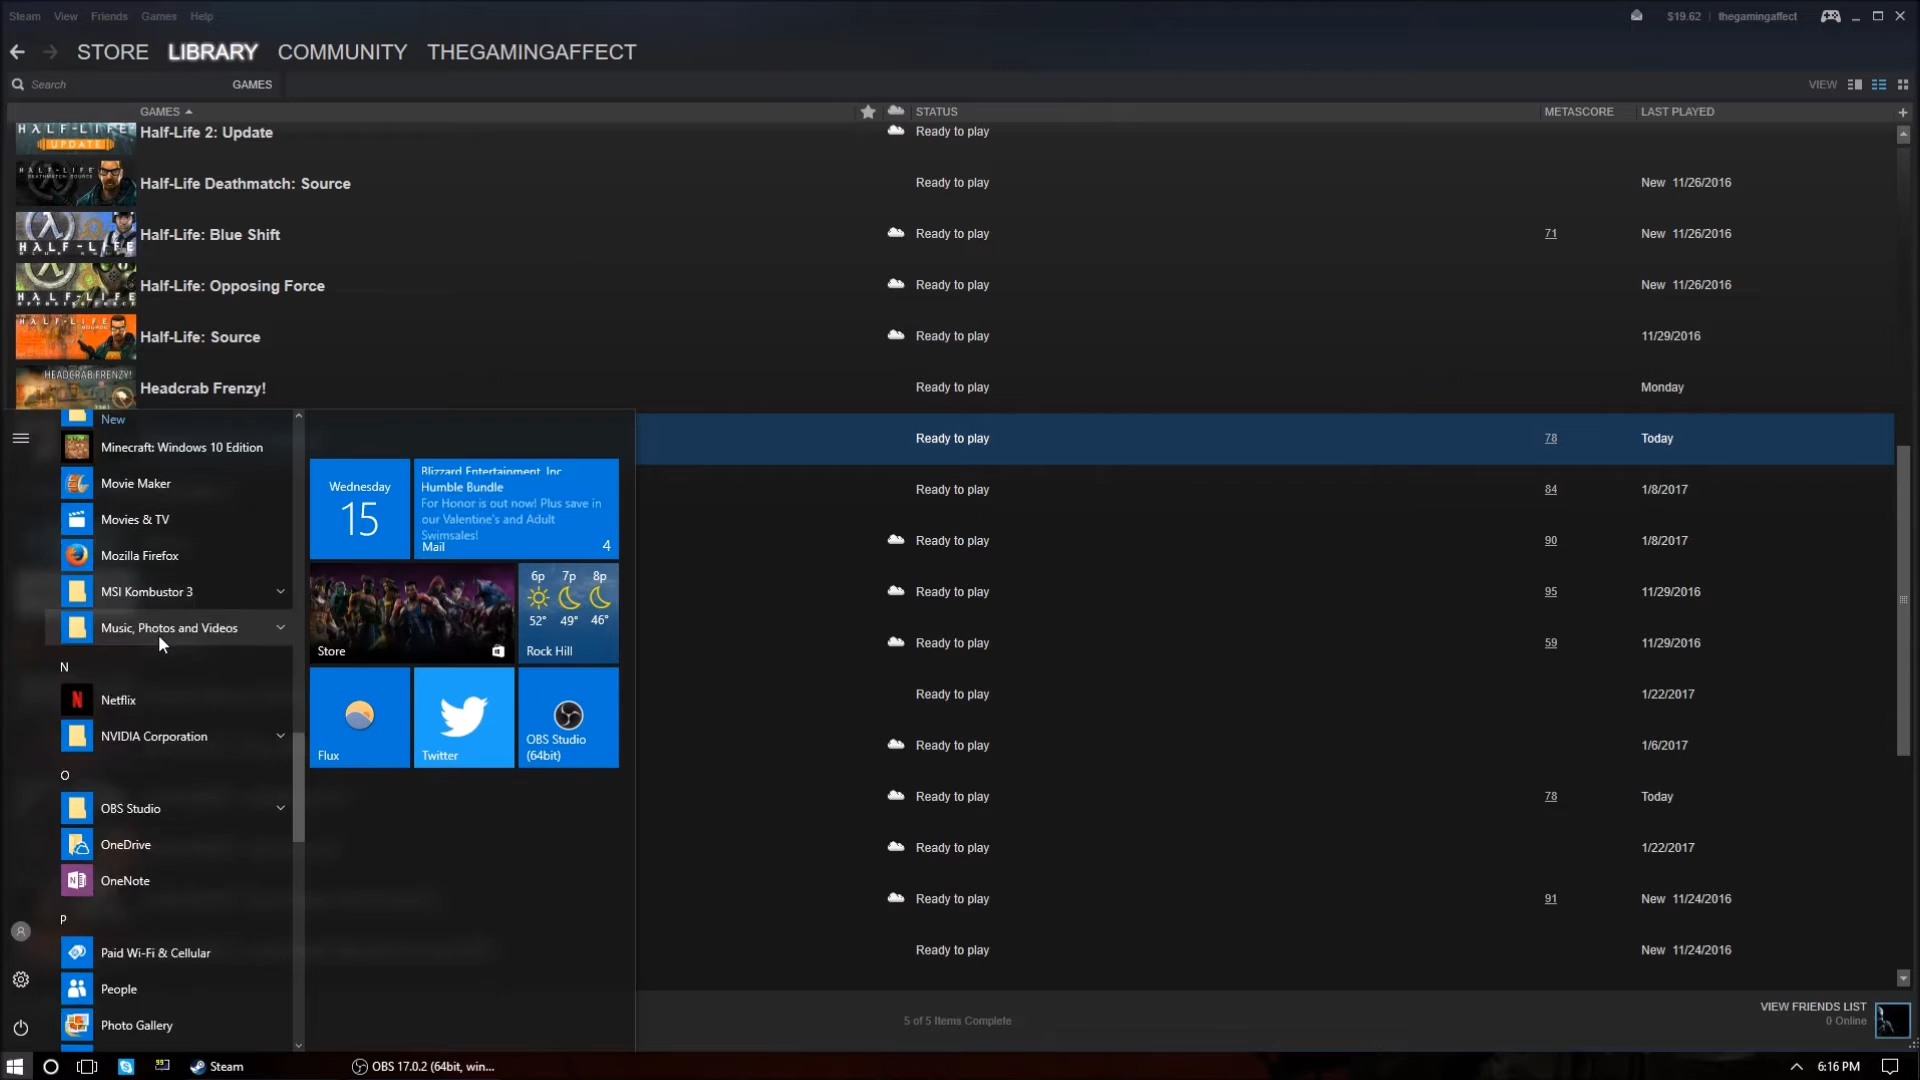 Steam View Friends Games Help
$19.62 thegamingaffect
STORE LIBRARY COMMUNITY THEGAMINGAFFECT
Search GAMES VIEW
GAMES STATUS METASCORE LAST PLAYED
HALF-LIFE UPDATE Half-Life 2: Update Ready to play
Half-Life Deathmatch: Source Ready to play New 11/26/2016
Half-Life: Blue Shift Ready to play 71 New 11/26/2016
Half-Life: Opposing Force Ready to play New 11/26/2016
Half-Life: Source Ready to play 11/29/2016
HEADCRAB FRENZY! Headcrab Frenzy! Ready to play Monday
Ready to play 78 Today
Ready to play 84 1/8/2017
Ready to play 90 1/8/2017
Ready to play 95 11/29/2016
Ready to play 59 11/29/2016
Ready to play 1/22/2017
Ready to play 1/6/2017
Ready to play 78 Today
Ready to play 1/22/2017
Ready to play 91 New 11/24/2016
Ready to play New 11/24/2016
New
Minecraft: Windows 10 Edition
Movie Maker
Movies & TV
Mozilla Firefox
MSI Kombustor 3
Music, Photos and Videos
N
Netflix
NVIDIA Corporation
O
OBS Studio
OneDrive
OneNote
P
Paid Wi-Fi & Cellular
People
Photo Gallery
Wednesday
15
Blizzard Entertainment, Inc
Humble Bundle
For Honor is out now! Plus save in
our Valentine's and Adult
Swimsales!
Mail 4
Store
6p 7p 8p
52° 49° 46°
Rock Hill
Flux
Twitter
OBS Studio
(64bit)
5 of 5 Items Complete
VIEW FRIENDS LIST
0 Online
Steam
OBS 17.0.2 (64bit, win...
6:16 PM